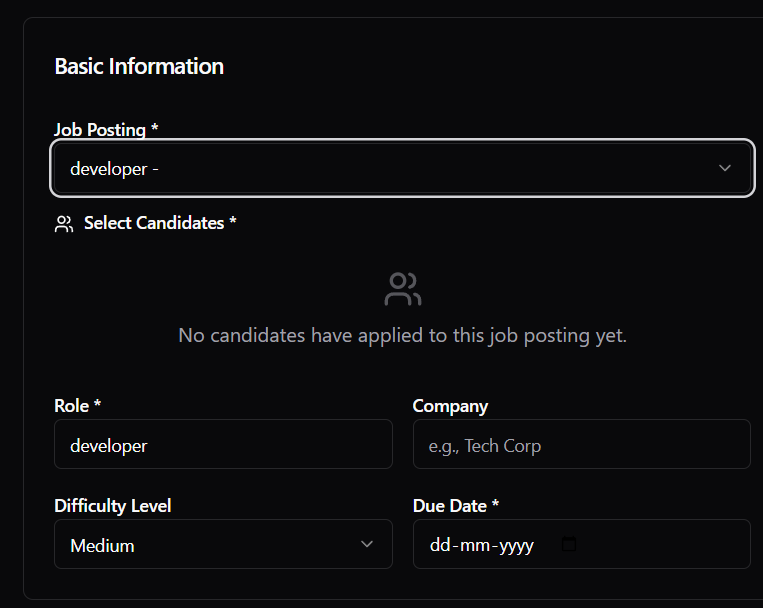 Basic Information
Job Posting *
developer -
Select Candidates *
No candidates have applied to this job posting yet.
Role *
Company
developer
e.g., Tech Corp
Difficulty Level
Due Date *
Medium
dd-mm-yyyy